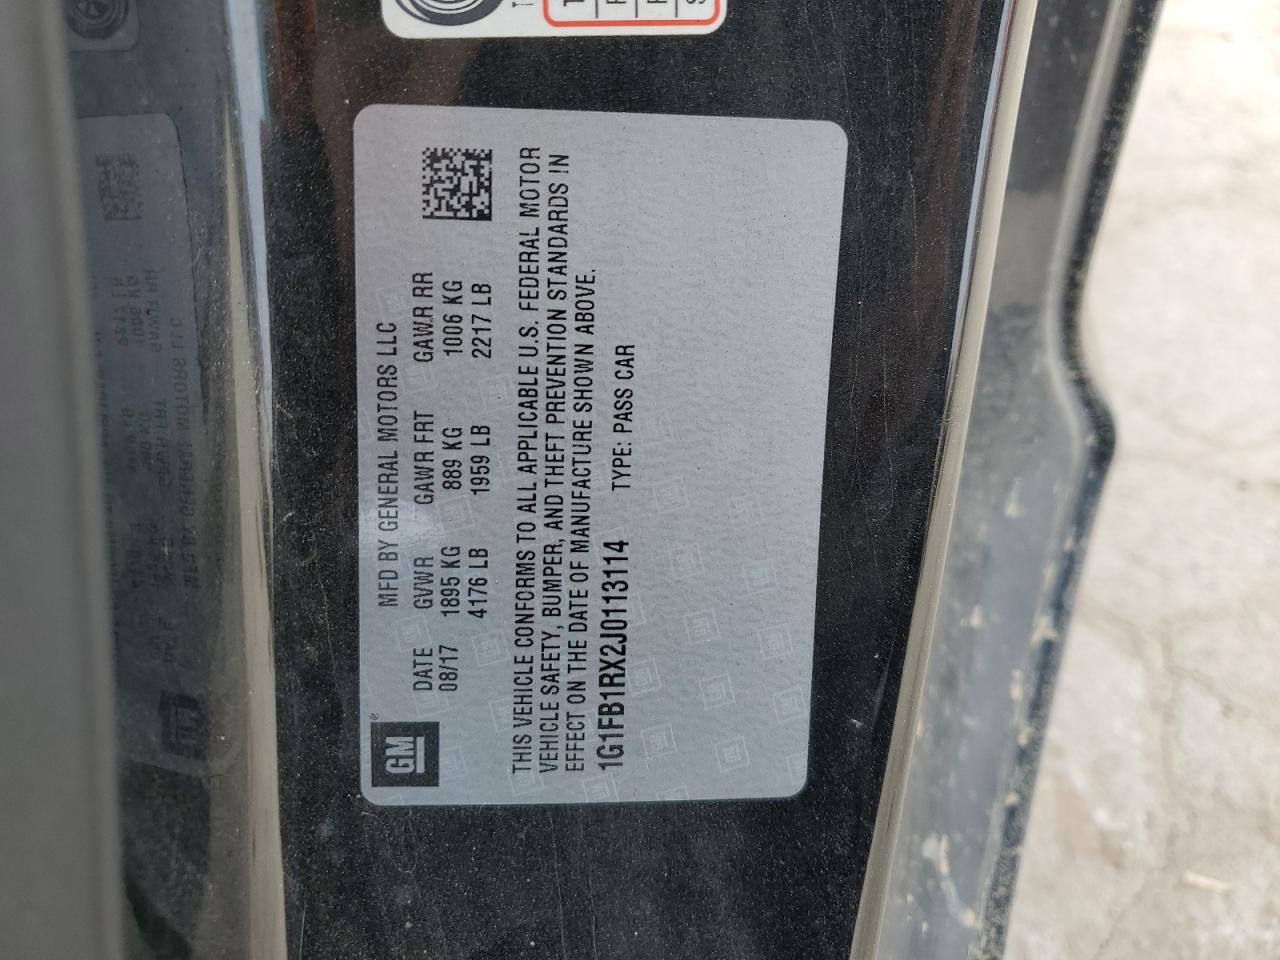 GM®
MFD BY GENERAL MOTORS LLC
DATE GVWR GAWR FRT GAWR RR
08/17 1895 KG 889 KG 1006 KG
4176 LB 1959 LB 2217 LB
THIS VEHICLE CONFORMS TO ALL APPLICABLE U.S. FEDERAL MOTOR
VEHICLE SAFETY, BUMPER, AND THEFT PREVENTION STANDARDS IN
EFFECT ON THE DATE OF MANUFACTURE SHOWN ABOVE.
1G1FB1RX2J0113114 TYPE: PASS CAR